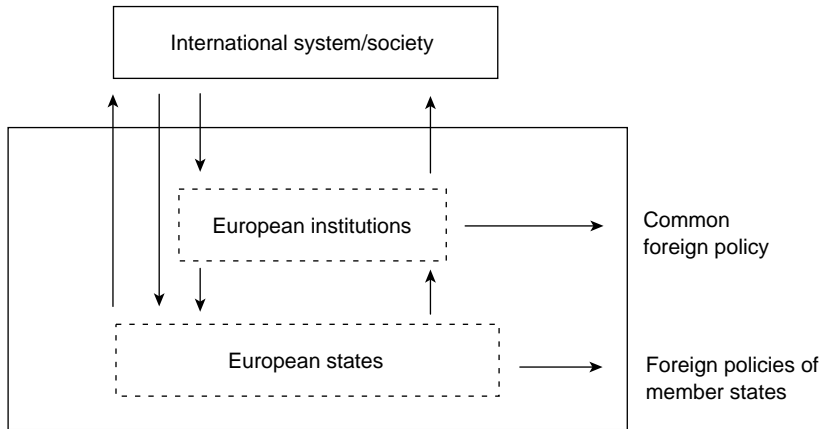 International system/society
European institutions
Common
foreign policy
European states
Foreign policies of
member states